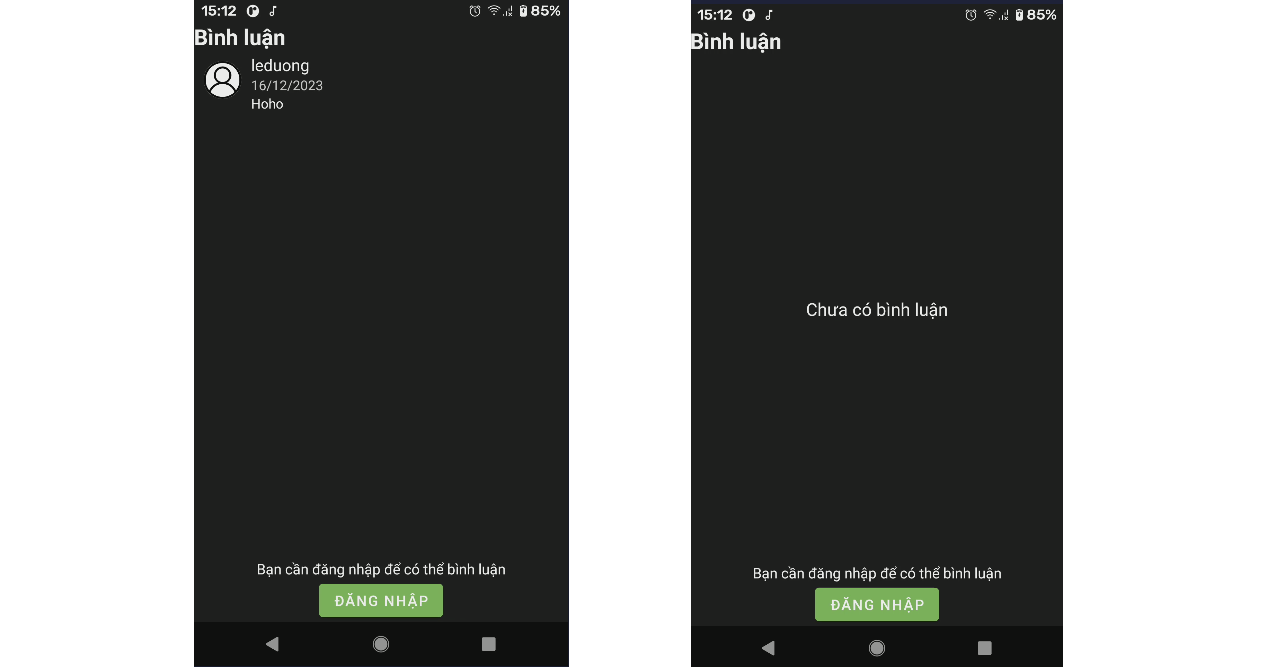 15:12 85%
Bình luận
leduong
16/12/2023
Hoho
Bạn cần đăng nhập để có thể bình luận
ĐĂNG NHẬP
15:12 85%
Bình luận
Chưa có bình luận
Bạn cần đăng nhập để có thể bình luận
ĐĂNG NHẬP